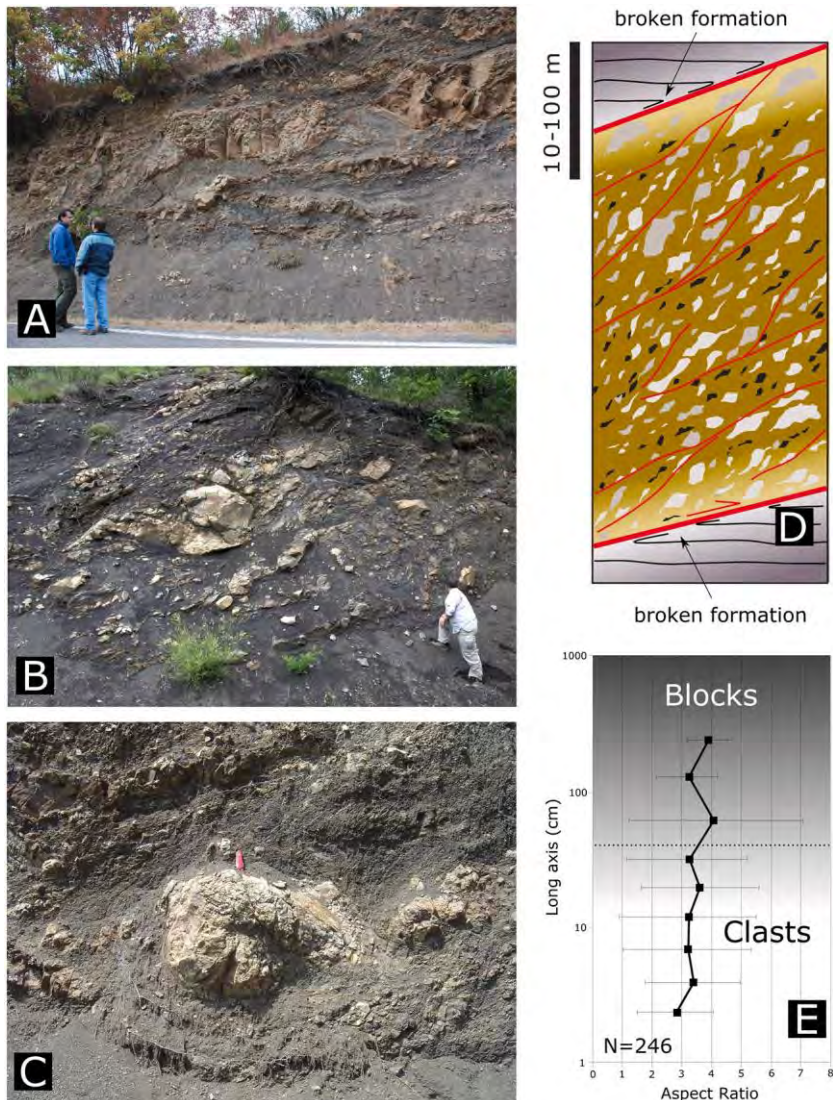 A
B
C
broken formation
10-100 m
D
broken formation
1000
100
10
1
Long axis (cm)
Blocks
Clasts
E
N=246
0 1 2 3 4 5 6 7 8
Aspect Ratio